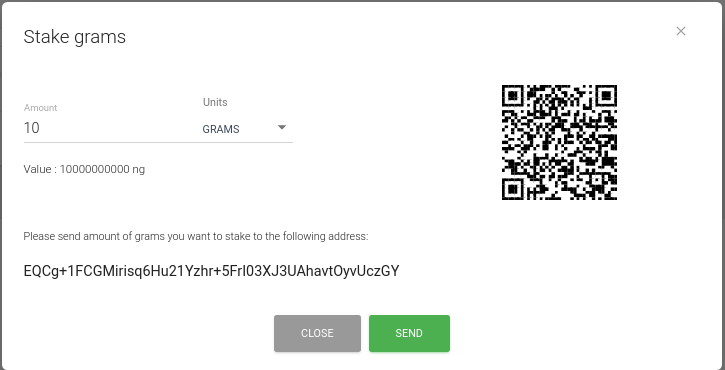 Stake grams
×
Amount
Units
10
GRAMS
Value : 10000000000 ng
Please send amount of grams you want to stake to the following address:
EQCg+1FCGMirisq6Hu21Yzhr+5FrI03XJ3UAhavtOyvUczGY
CLOSE
SEND